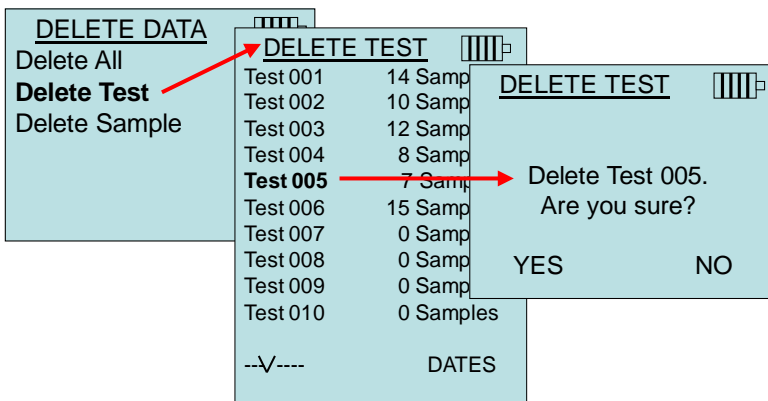 DELETE DATA
Delete All
Delete Test
Delete Sample
DELETE TEST
Test 001 14 Samp
Test 002 10 Samp
Test 003 12 Samp
Test 004 8 Samp
Test 005 7 Samp
Test 006 15 Samp
Test 007 0 Samp
Test 008 0 Samp
Test 009 0 Samp
Test 010 0 Samples
--\/---- DATES
DELETE TEST
Delete Test 005.
Are you sure?
YES NO